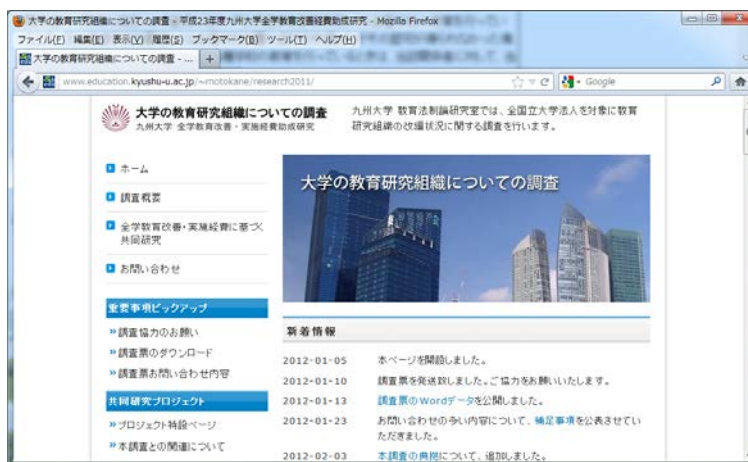 大学の教育研究組織についての調査 - 平成23年度九州大学全学教育改善経費助成研究 - Mozilla Firefox
ファイル(F) 編集(E) 表示(V) 履歴(S) ブックマーク(B) ツール(T) ヘルプ(H)
大学の教育研究組織についての調査 - ...
www.education.kyushu-u.ac.jp/~motokane/research2011/
Google
大学の教育研究組織についての調査
九州大学 全学教育改善・実施経費助成研究
九州大学 教育法制論研究室では、全国立大学法人を対象に教育
研究組織の改編状況に関する調査を行います。
ホーム
調査概要
全学教育改善・実施経費に基づく
共同研究
お問い合わせ
大学の教育研究組織についての調査
重要事項ピックアップ
»調査協力のお願い
»調査票のダウンロード
»調査票お問い合わせ内容
共同研究プロジェクト
»プロジェクト特設ページ
»本調査との関連について
新着情報
2012-01-05 本ページを開設しました。
2012-01-10 調査票を発送致しました。ご協力をお願いいたします。
2012-01-13 調査票のWordデータを公開しました。
2012-01-23 お問い合わせの多い内容について、補足事項を公表させてい
ただきました。
2012-02-03 本調査の典拠について、追加しました。